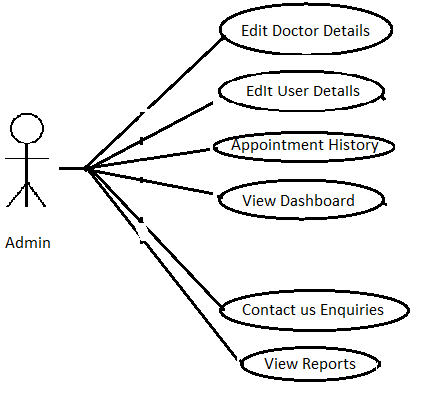 Edit Doctor Details
EdIt User Details
Appointment History
View Dashboard
Admin
Contact us Enquiries
View Reports